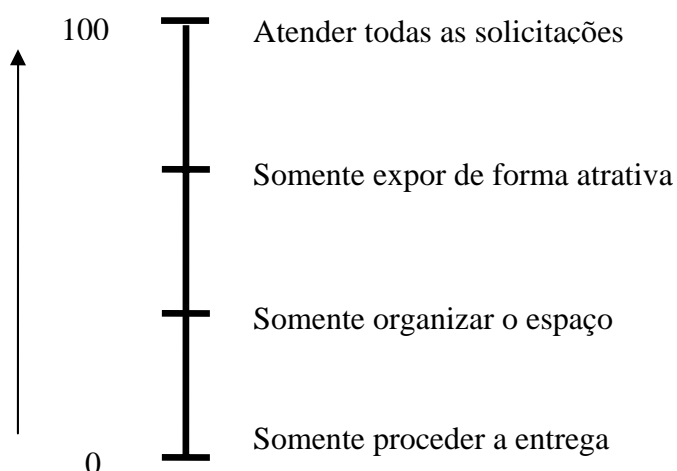 100 Atender todas as solicitações
Somente expor de forma atrativa
Somente organizar o espaço
Somente proceder a entrega
0